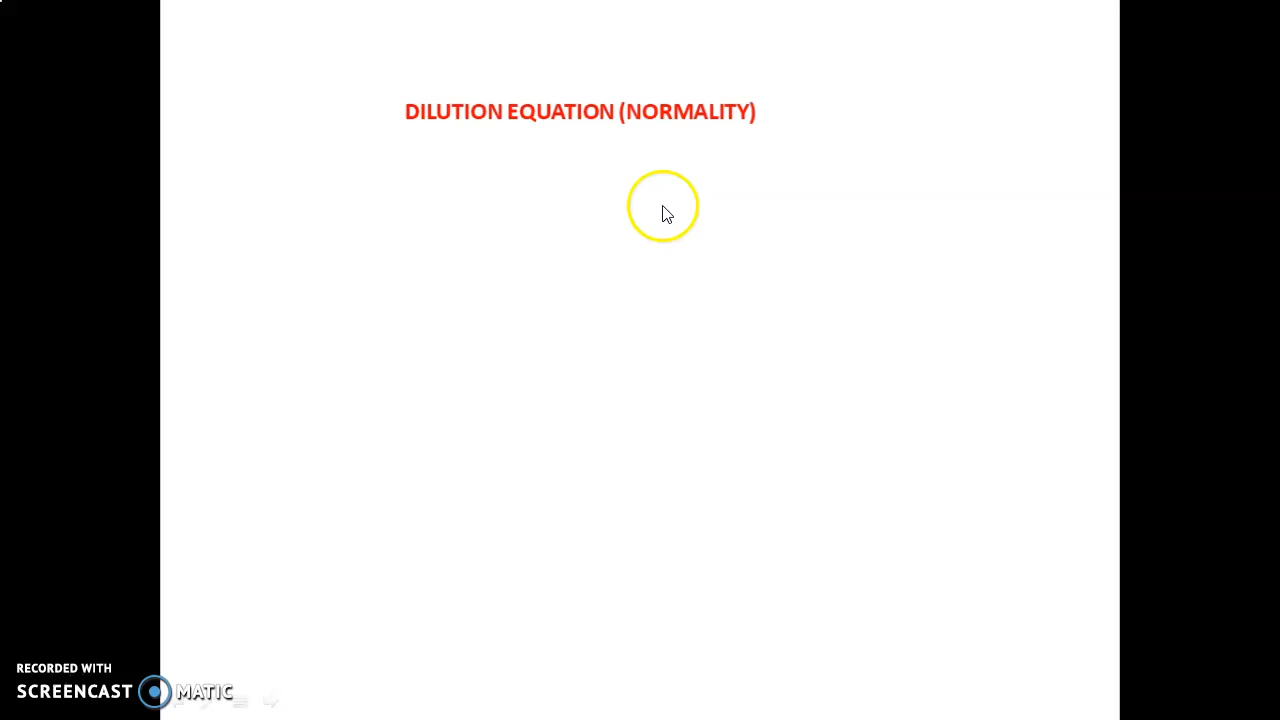 DILUTION EQUATION (NORMALITY)
RECORDED WITH
SCREENCAST MATIC